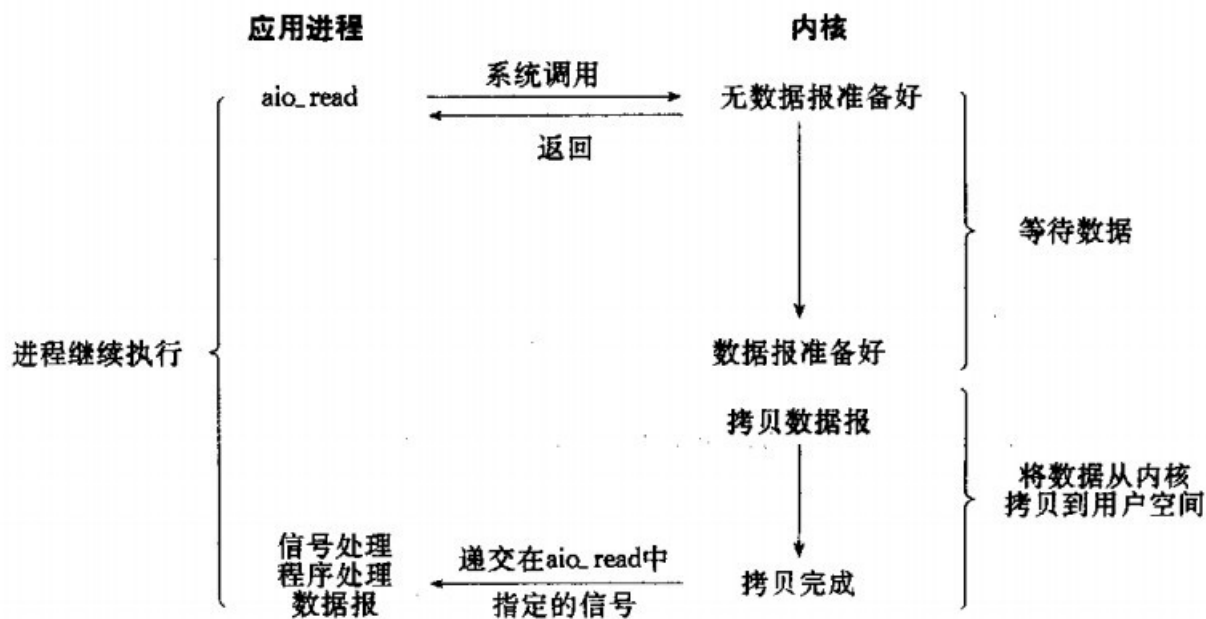 应用进程
内核
系统调用
aio_read
无数据报准备好
返回
等待数据
进程继续执行
数据报准备好
拷贝数据报
将数据从内核
拷贝到用户空间
信号处理
程序处理
数据报
递交在aio_read中
指定的信号
拷贝完成